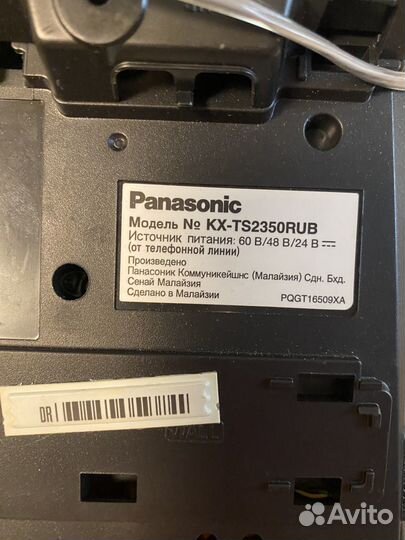 Panasonic
Модель № KX-TS2350RUB
Источник питания: 60 В/48 В/24 В
(от телефонной линии)
Произведено
Панасоник Коммуникейшнс (Малайзия) Сдн. Бхд.
Сенай Малайзия
Сделано в Малайзии PQGT16509XA
DR
WALL
Avito